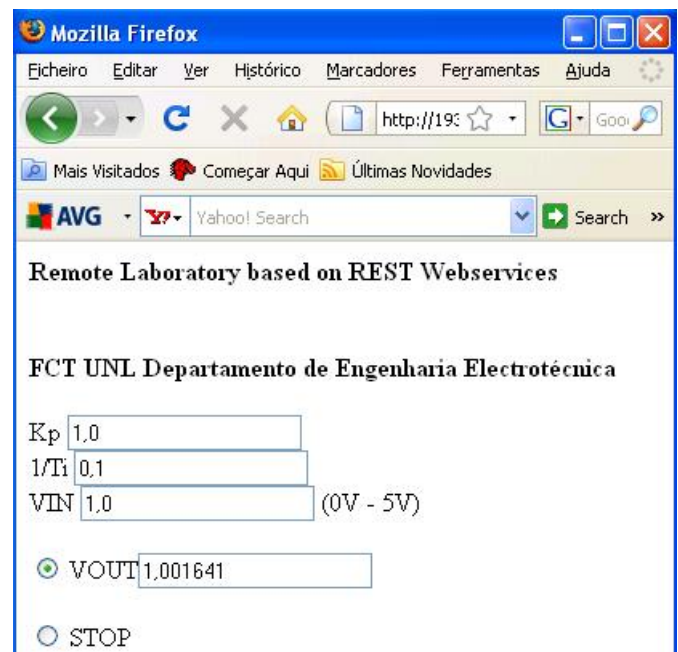 Mozilla Firefox
Ficheiro Editar Ver Histórico Marcadores Ferramentas Ajuda
http://193 G Goo
Mais Visitados Começar Aqui Últimas Novidades
AVG Y? Yahoo! Search Search »
Remote Laboratory based on REST Webservices
FCT UNL Departamento de Engenharia Electrotécnica
Kp 1,0
1/Ti 0,1
VIN 1,0 (0V - 5V)
VOUT 1,001641
STOP